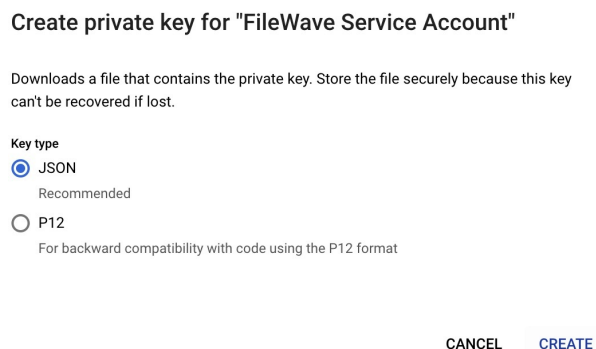 Create private key for "FileWave Service Account"
Downloads a file that contains the private key. Store the file securely because this key
can't be recovered if lost.
Key type
JSON
Recommended
P12
For backward compatibility with code using the P12 format
CANCEL CREATE